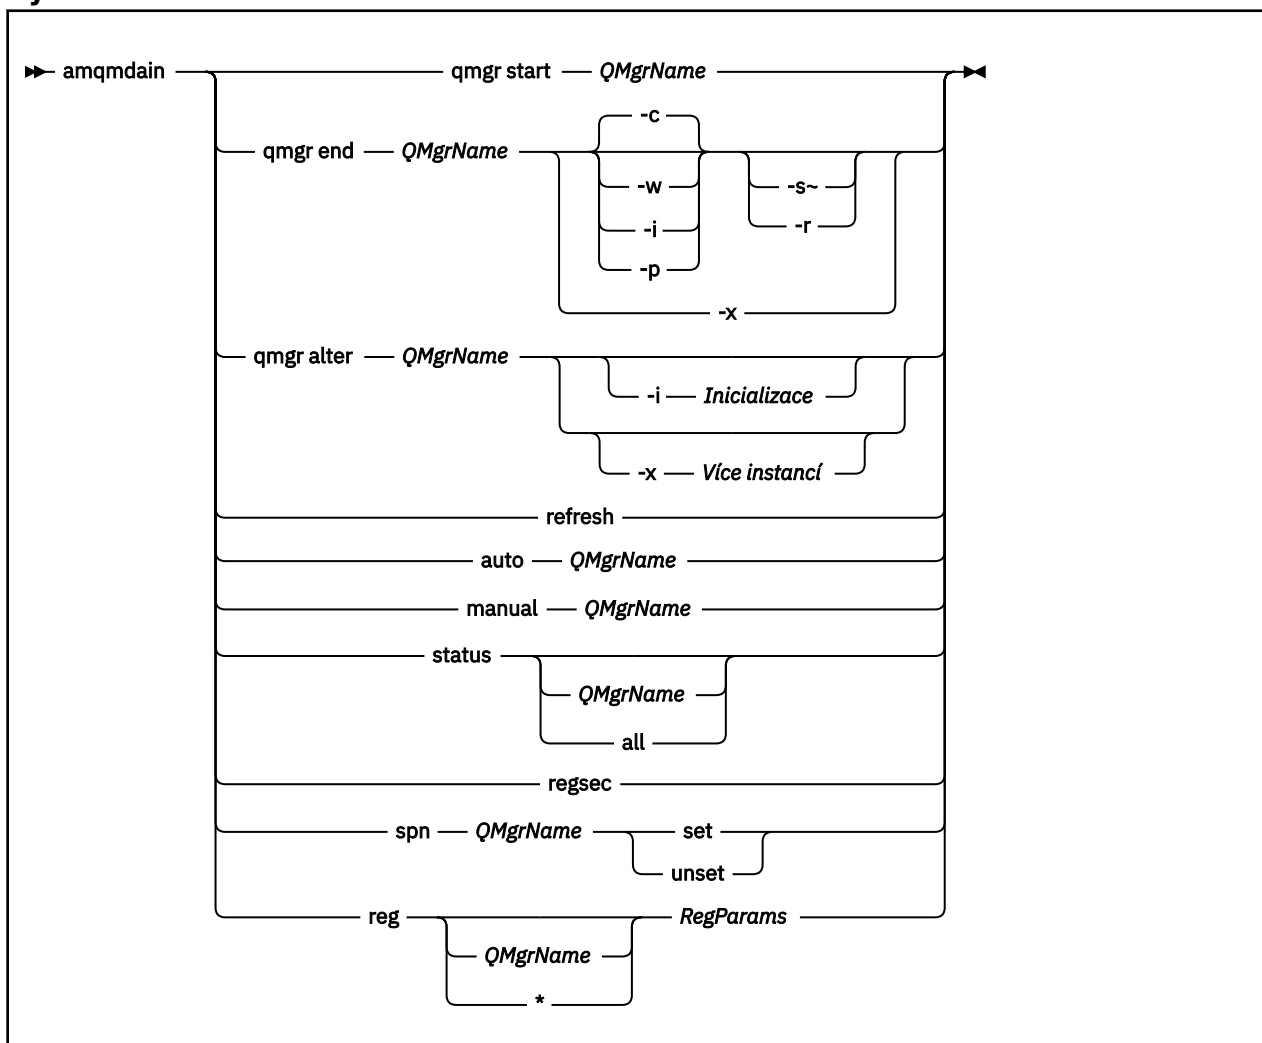 amqmdain qmgr start QMgrName
-c
qmgr end QMgrName
-w -s~
-i -r
-p
-x
qmgr alter QMgrName
-i Inicializace
-x Více instancí
refresh
auto QMgrName
manual QMgrName
status
QMgrName
all
regsec
spn QMgrName set
unset
reg RegParams
QMgrName
*